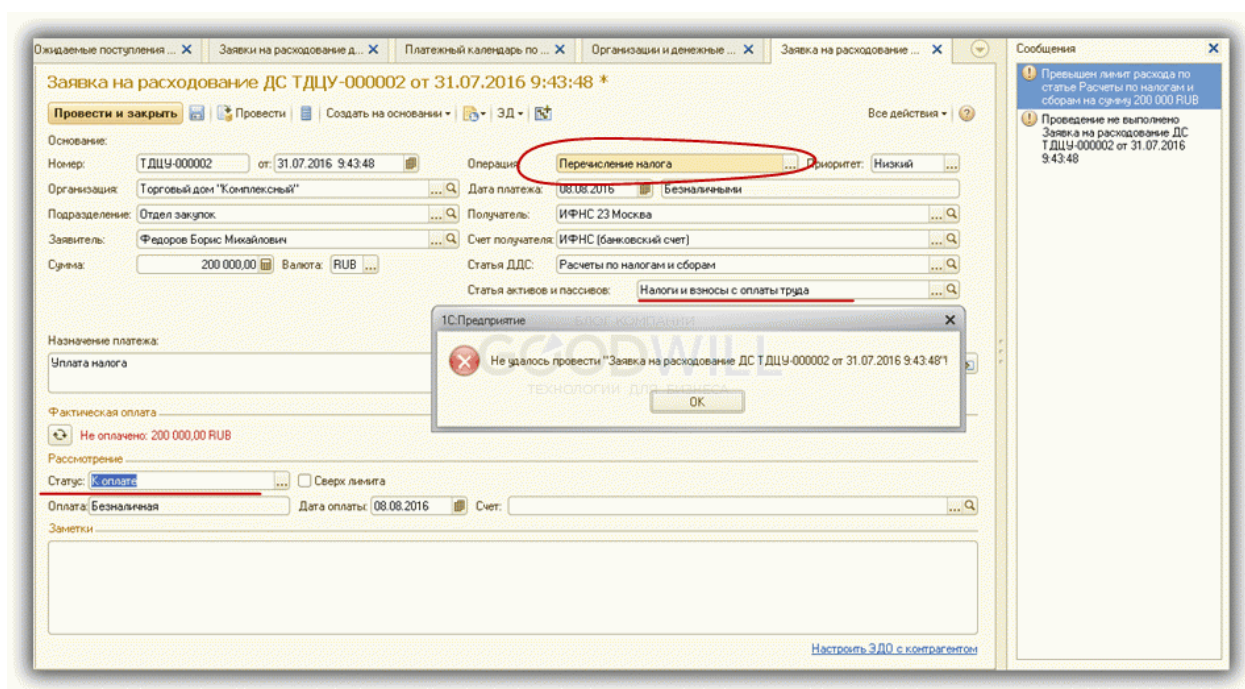 Ожидаемые поступления ... Заявки на расходование д... Платежный календарь по ... Организации и денежные ... Заявка на расходование ...
Заявка на расходование ДС ТДЦУ-000002 от 31.07.2016 9:43:48 *
Провести и закрыть Провести Создать на основании ЭД Все действия
Основание:
Номер: ТДЦУ-000002 от: 31.07.2016 9:43:48 Операция: Перечисление налога ... Приоритет: Низкий ...
Организация: Торговый дом "Комплексный" ... Дата платежа: 08.08.2016 Безналичными
Подразделение: Отдел закупок ... Получатель: ИФНС 23 Москва ...
Заявитель: Федоров Борис Михайлович ... Счет получателя: ИФНС (банковский счет) ...
Сумма: 200 000,00 Валюта: RUB ... Статья ДДС: Расчеты по налогам и сборам ...
Статья активов и пассивов: Налоги и взносы с оплаты труда ...
Назначение платежа:
Уплата налога
1С:Предприятие
БЛОГ КОМПАНИИ
GOODWILL
ТЕХНОЛОГИИ ДЛЯ БИЗНЕСА
Не удалось провести "Заявка на расходование ДС ТДЦУ-000002 от 31.07.2016 9:43:48"!
OK
Фактическая оплата
Не оплачено: 200 000,00 RUB
Рассмотрение
Статус: К оплате ... Сверх лимита
Оплата: Безналичная Дата оплаты: 08.08.2016 Счет: ...
Заметки
Настроить ЭДО с контрагентом
Сообщения
Превышен лимит расхода по
статье Расчеты по налогам и
сборам на сумму 200 000 RUB
Проведение не выполнено
Заявка на расходование ДС
ТДЦУ-000002 от 31.07.2016
9:43:48